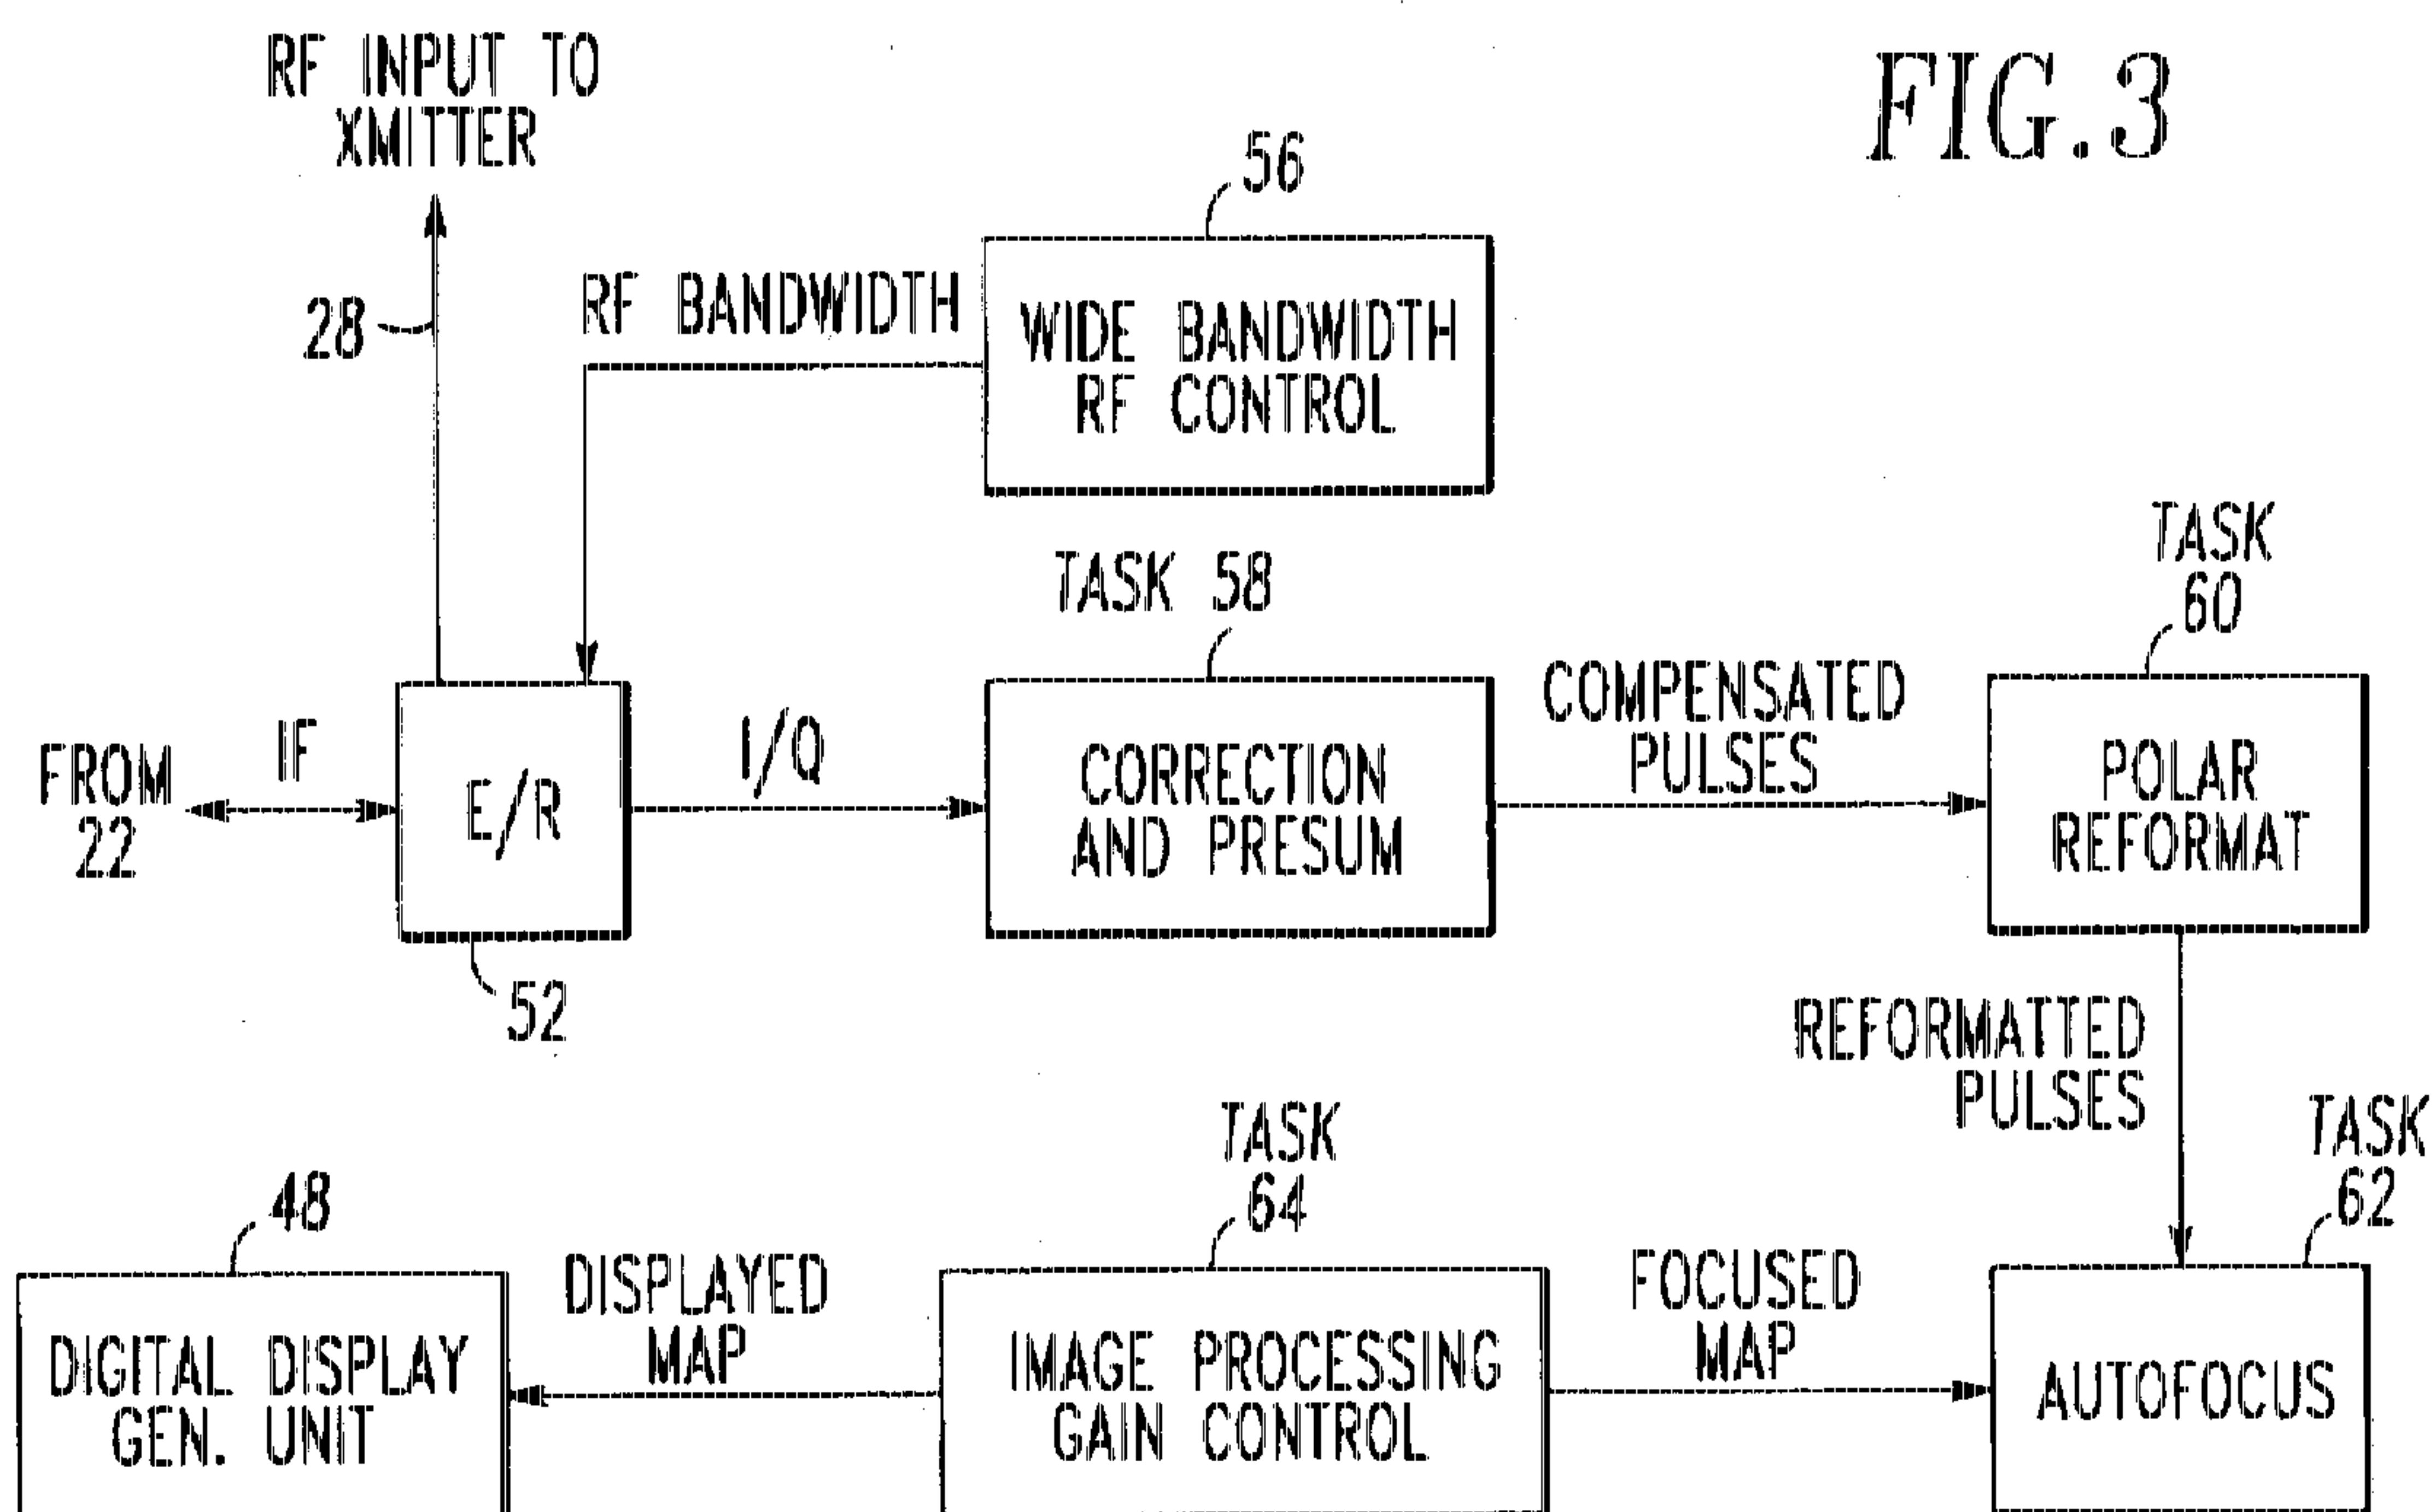 RF INPUT TO
XMITTER
FIG. 3
56
28
RF BANDWIDTH
WIDE BANDWIDTH
RF CONTROL
TASK 58
TASK
60
FROM
22
IF
E/R
I/Q
CORRECTION
AND PRESUM
COMPENSATED
PULSES
POLAR
REFORMAT
52
REFORMATTED
PULSES
TASK
62
TASK
64
48
DIGITAL DISPLAY
GEN. UNIT
DISPLAYED
MAP
IMAGE PROCESSING
GAIN CONTROL
FOCUSED
MAP
AUTOFOCUS